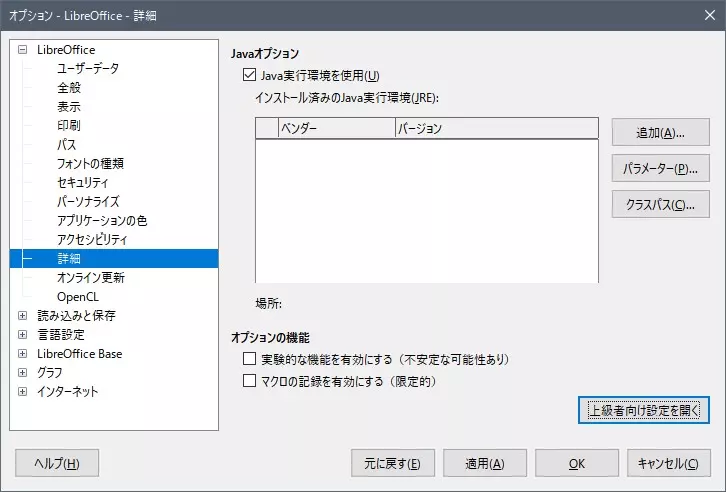 オプション - LibreOffice - 詳細
LibreOffice
ユーザーデータ
全般
表示
印刷
パス
フォントの種類
セキュリティ
パーソナライズ
アプリケーションの色
アクセシビリティ
詳細
オンライン更新
OpenCL
読み込みと保存
言語設定
LibreOffice Base
グラフ
インターネット
Javaオプション
Java実行環境を使用(U)
インストール済みのJava実行環境(JRE):
ベンダー バージョン
追加(A)...
パラメーター(P)...
クラスパス(C)...
場所:
オプションの機能
実験的な機能を有効にする（不安定な可能性あり）
マクロの記録を有効にする（限定的）
上級者向け設定を開く
ヘルプ(H) 元に戻す(E) 適用(A) OK キャンセル(C)